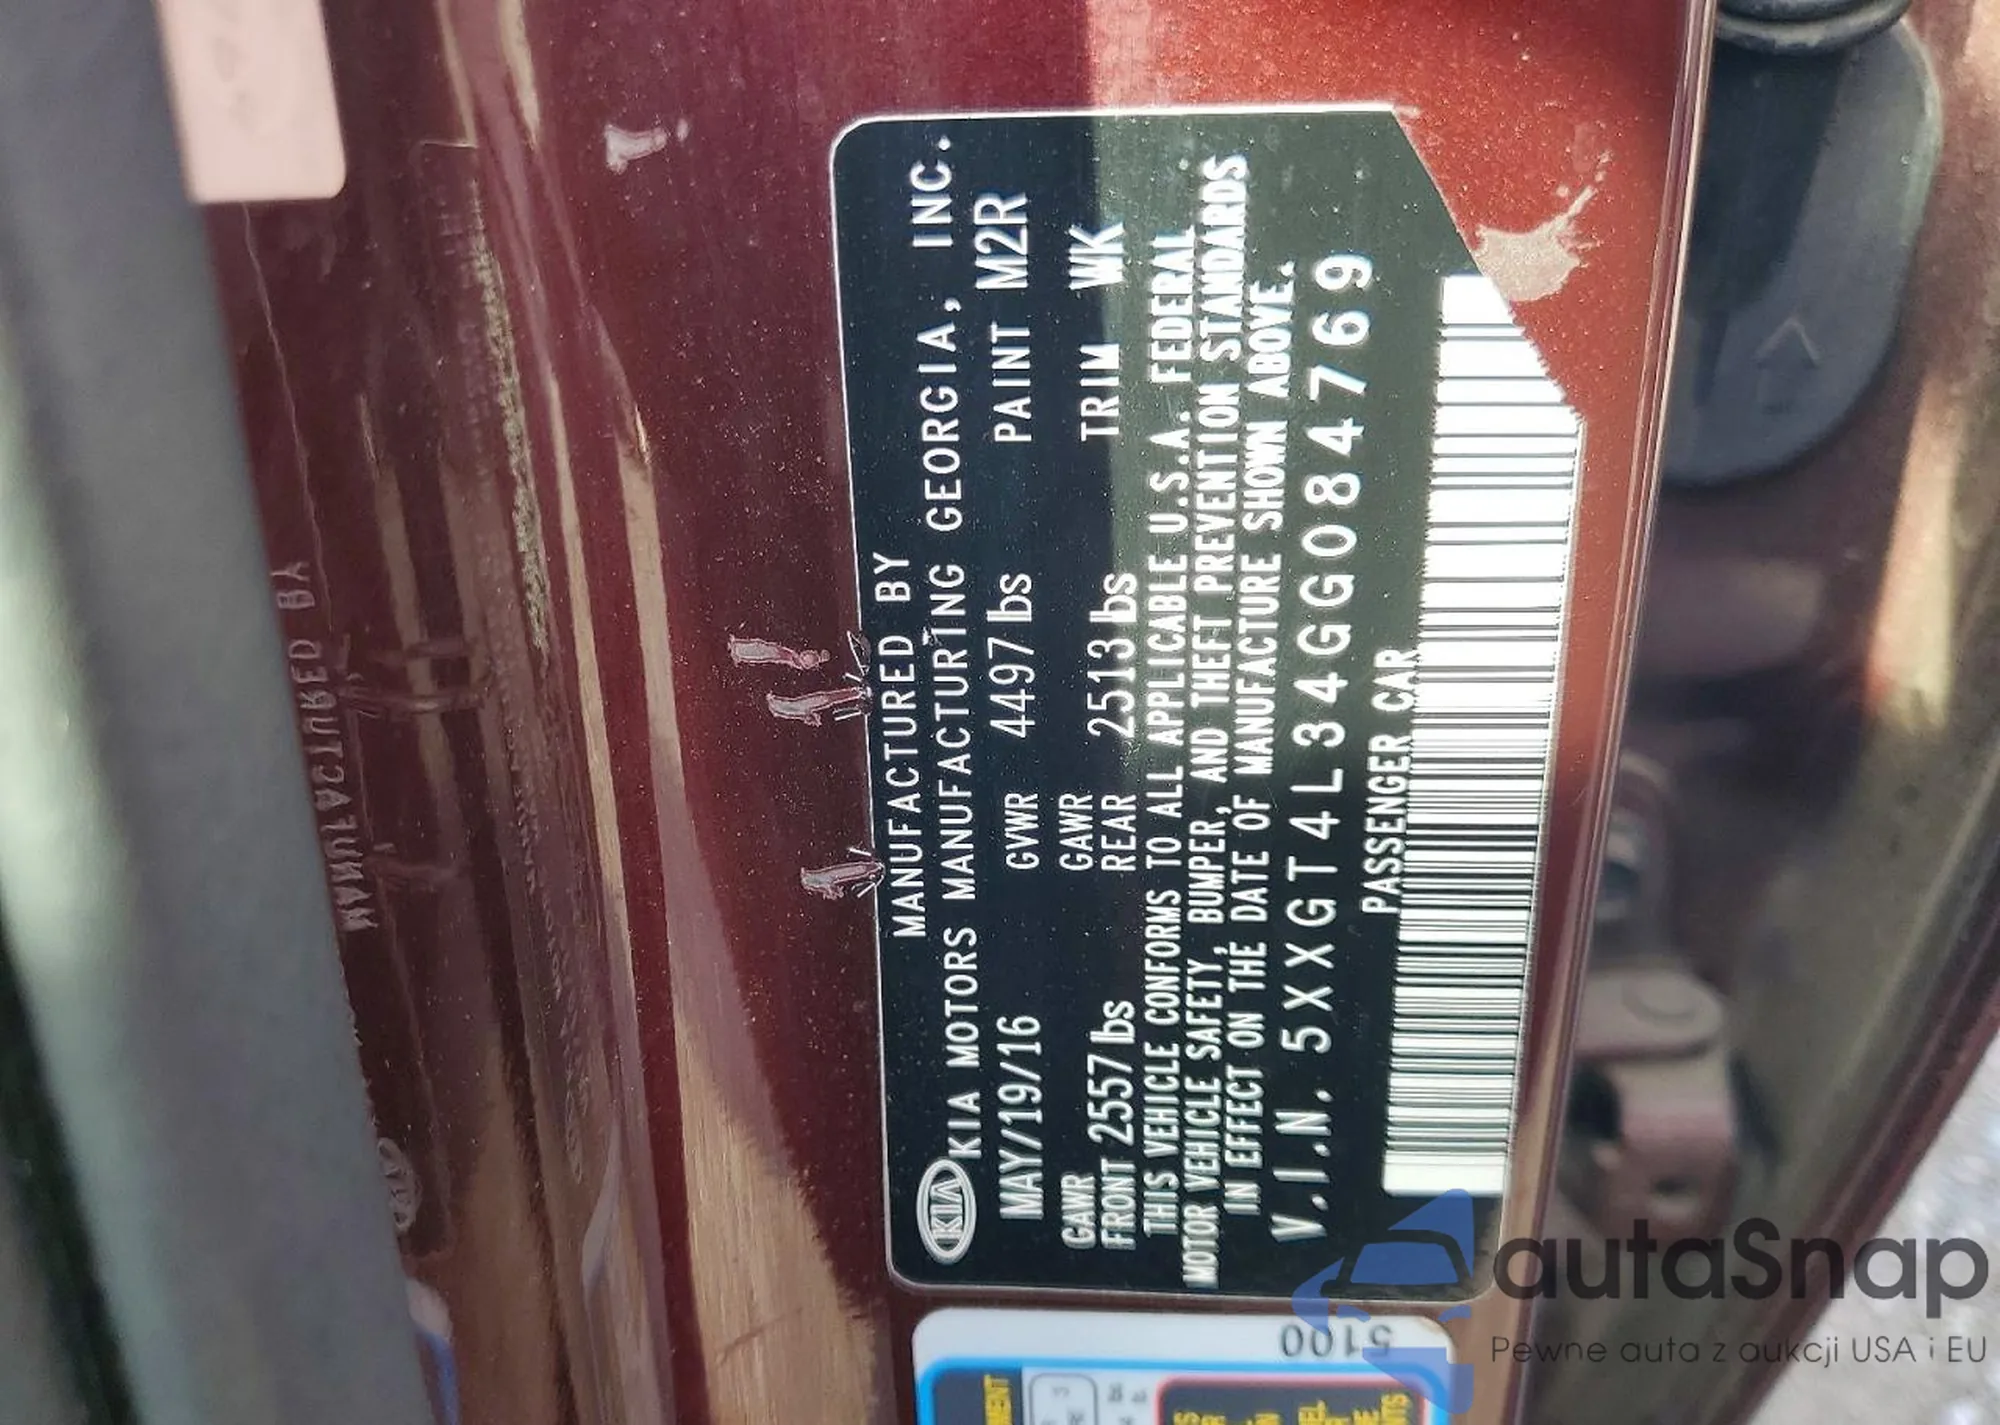 MANUFACTURED BY
KIA KIA MOTORS MANUFACTURING GEORGIA, INC.
MAY/19/16 GVWR 4497 lbs PAINT M2R
GAWR GAWR
FRONT 2557 lbs REAR 2513 lbs TRIM WK
THIS VEHICLE CONFORMS TO ALL APPLICABLE U.S.A. FEDERAL
MOTOR VEHICLE SAFETY, BUMPER, AND THEFT PREVENTION STANDARDS
IN EFFECT ON THE DATE OF MANUFACTURE SHOWN ABOVE.
V.I.N. 5XXGT4L34GG084769
PASSENGER CAR
5100
MANUFACTURED BY
autaSnap
Pewne auta z aukcji USA i EU